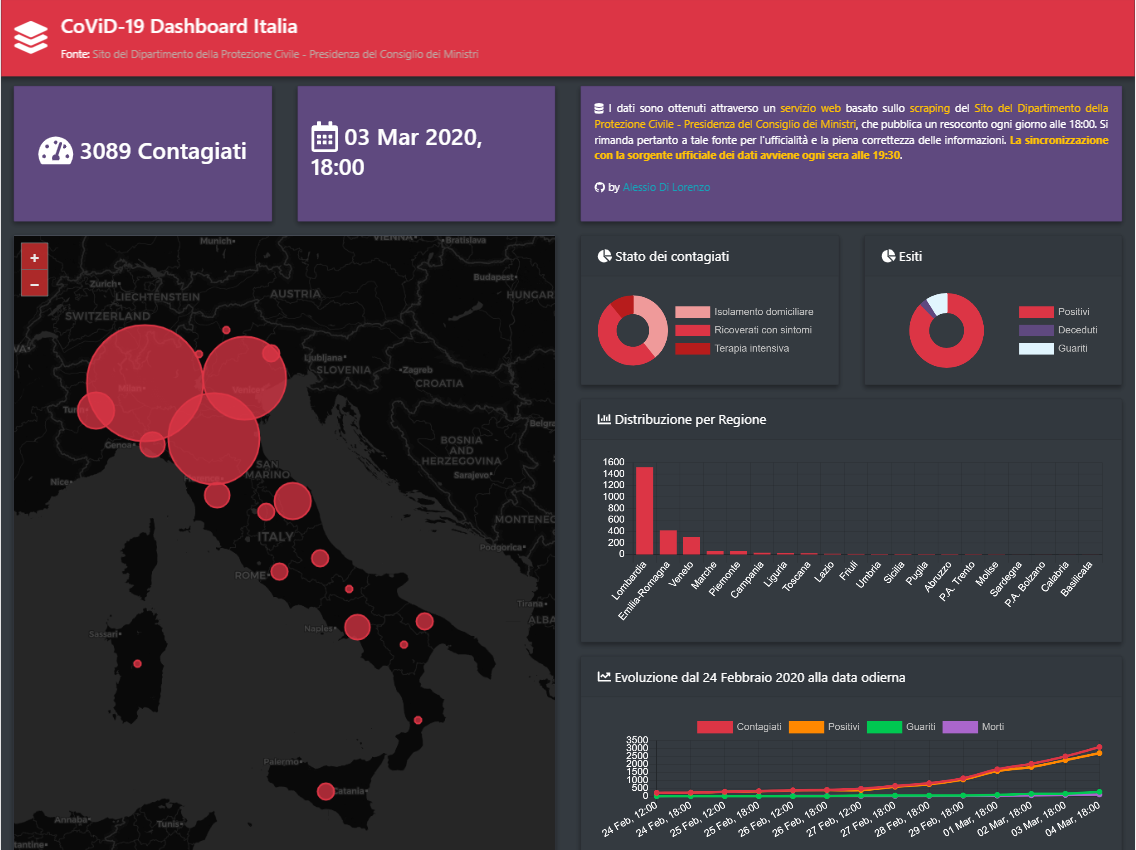 CoViD-19 Dashboard Italia
Fonte: Sito del Dipartimento della Protezione Civile - Presidenza del Consiglio dei Ministri
3089 Contagiati
03 Mar 2020,
18:00
I dati sono ottenuti attraverso un servizio web basato sullo scraping del Sito del Dipartimento della
Protezione Civile - Presidenza del Consiglio dei Ministri, che pubblica un resoconto ogni giorno alle 18:00. Si
rimanda pertanto a tale fonte per l'ufficialità e la piena correttezza delle informazioni. La sincronizzazione
con la sorgente ufficiale dei dati avviene ogni sera alle 19:30.
by Alessio Di Lorenzo
+
−
Munich
VIENNA
Bratislava
Zurich
LIECHTENSTEIN
AUSTRIA
Budapest
HUNGAR
SWITZERLAND
VA
Ljubljana
SLOVENIA
Zagreb
CROATIA
Milan
Venice
Turin
Genoa
Belgra
BOSNIA
AND
HERZEGOVINA
Sarajevo
SAN
MARINO
Nice
ITALY
MONTENEG
Podgorica
ROME
Tirana
ALBA
Naples
Sassari
Palermo
Catania
Annaba
Tunis
stantine
Stato dei contagiati
Isolamento domiciliare
Ricoverati con sintomi
Terapia intensiva
Esiti
Positivi
Deceduti
Guariti
Distribuzione per Regione
1600
1400
1200
1000
800
600
400
200
0
Lombardia
Emilia-Romagna
Veneto
Marche
Piemonte
Campania
Liguria
Toscana
Lazio
Friuli
Umbria
Sicilia
Puglia
Abruzzo
P.A. Trento
Molise
Sardegna
P.A. Bolzano
Calabria
Basilicata
Evoluzione dal 24 Febbraio 2020 alla data odierna
Contagiati
Positivi
Guariti
Morti
3500
3000
2500
2000
1500
1000
500
0
24 Feb, 12:00
24 Feb, 18:00
25 Feb, 12:00
25 Feb, 18:00
26 Feb, 12:00
26 Feb, 18:00
27 Feb, 12:00
27 Feb, 18:00
28 Feb, 18:00
29 Feb, 18:00
01 Mar, 18:00
02 Mar, 18:00
03 Mar, 18:00
04 Mar, 18:00